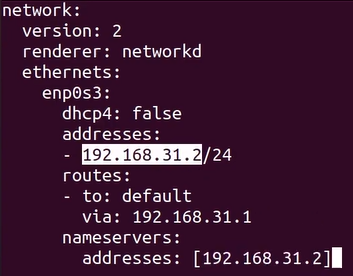 network:
  version: 2
  renderer: networkd
  ethernets:
    enp0s3:
      dhcp4: false
      addresses:
      - 192.168.31.2/24
      routes:
      - to: default
        via: 192.168.31.1
      nameservers:
        addresses: [192.168.31.2]